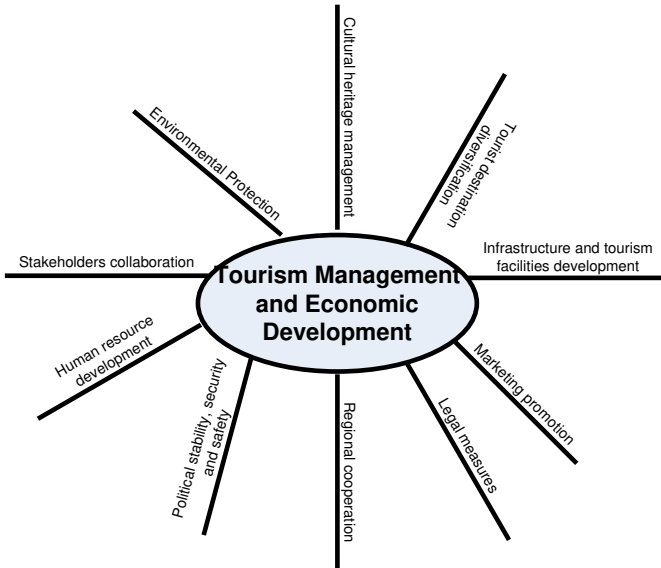 Cultural heritage management
Tourist destination
diversification
Environmental Protection
Infrastructure and tourism
facilities development
Stakeholders collaboration
Tourism Management
and Economic
Development
Human resource
development
Marketing promotion
Political stability, security
and safety
Regional cooperation
Legal measures